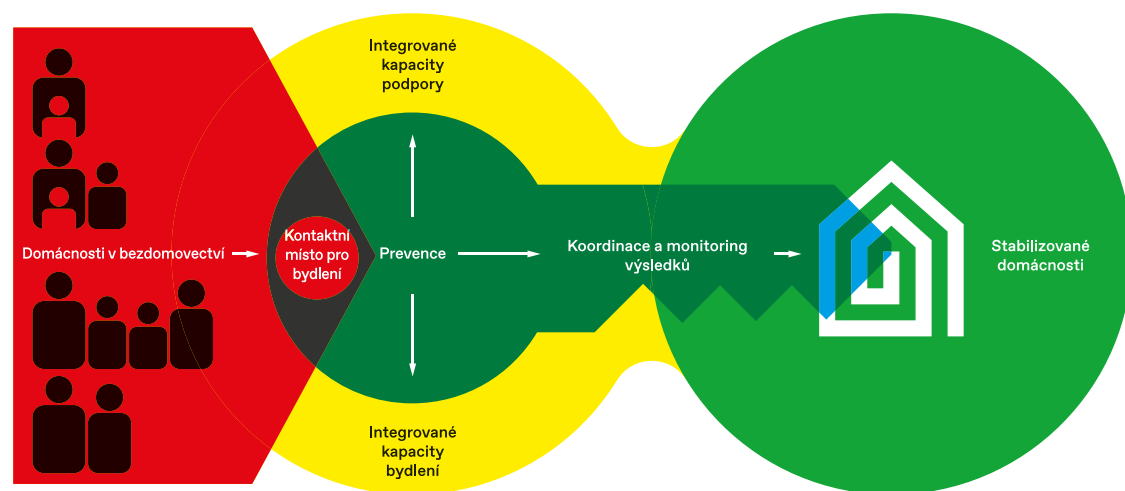 Integrované
kapacity
podpory
Domácnosti v bezdomovectví
Kontaktní
místo pro
bydlení
Prevence
Koordinace a monitoring
výsledků
Stabilizované
domácnosti
Integrované
kapacity
bydlení